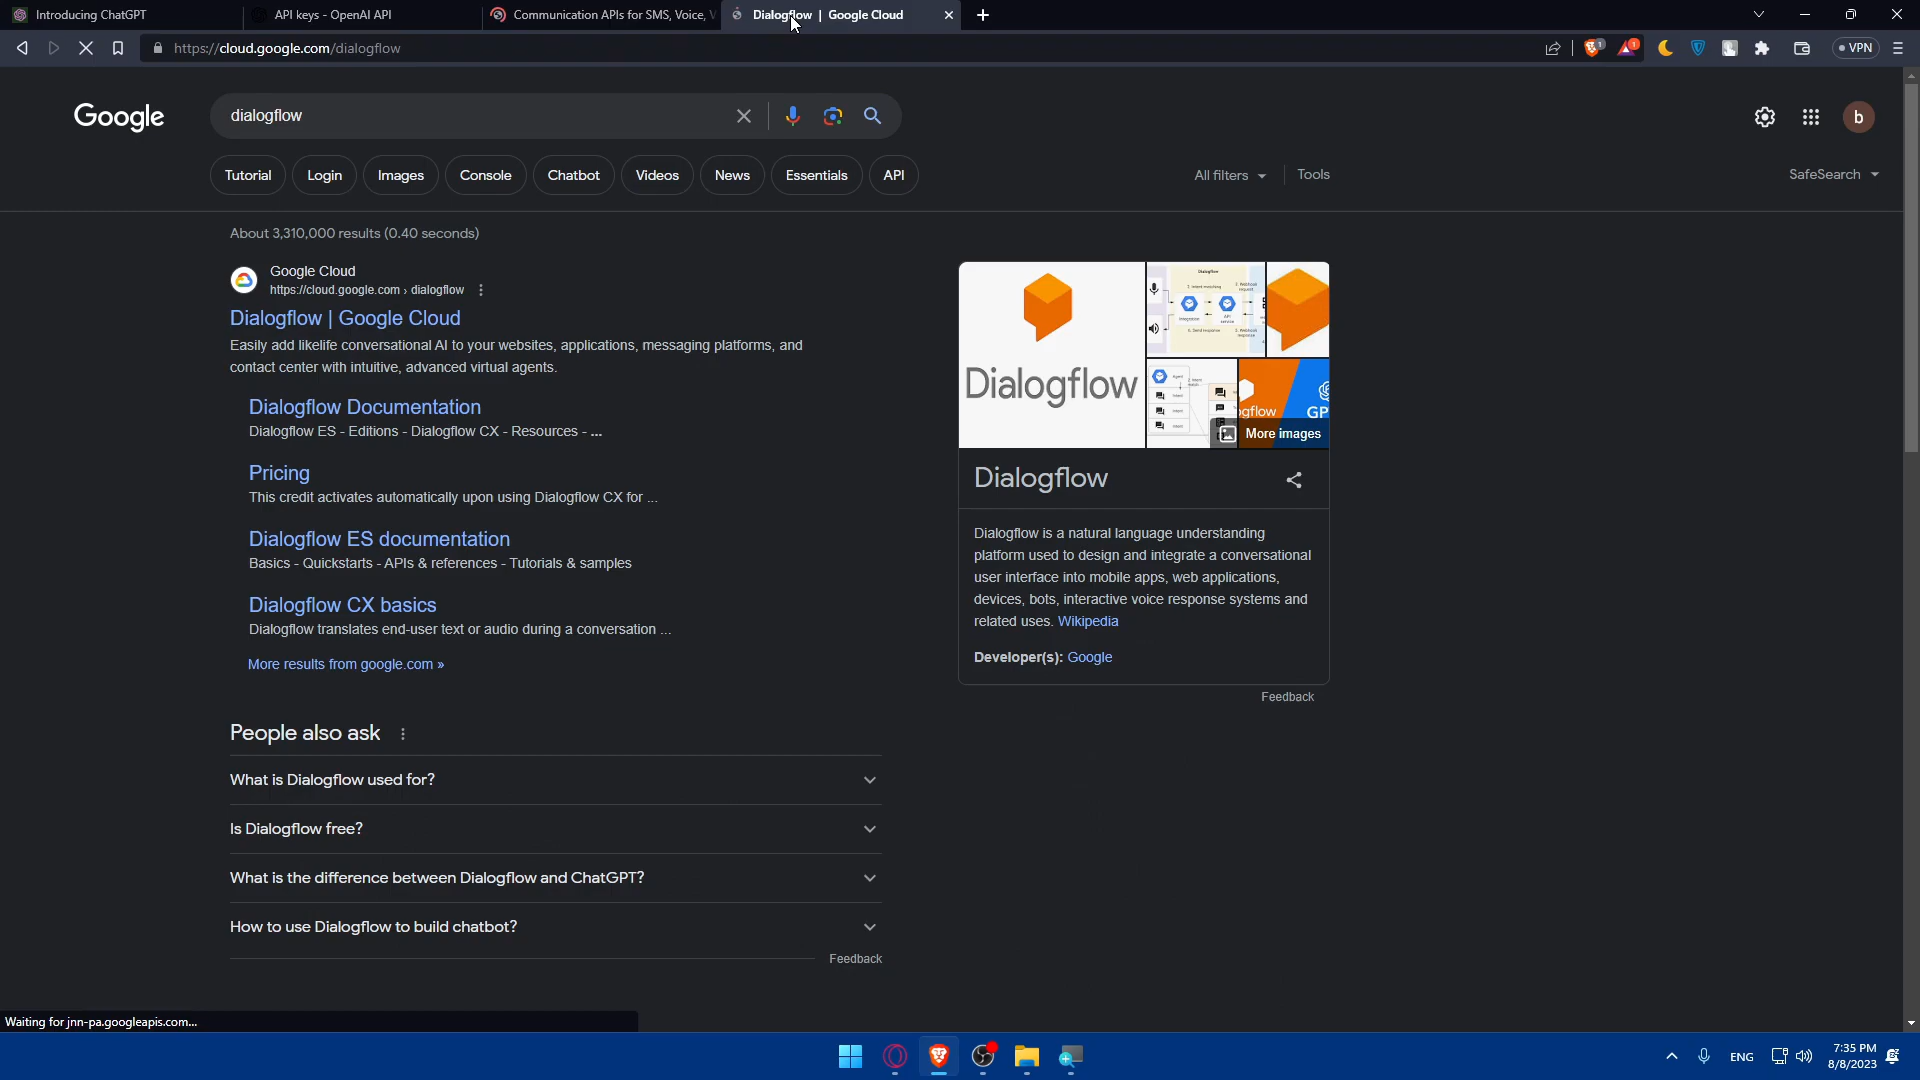 Introducing ChatGPT
API keys - OpenAI API
Communication APIs for SMS, Voice, V
Dialogflow | Google Cloud
https://cloud.google.com/dialogflow
VPN
Google
dialogflow
b
Tutorial
Login
Images
Console
Chatbot
Videos
News
Essentials
API
All filters
Tools
SafeSearch
About 3,310,000 results (0.40 seconds)
Google Cloud
https://cloud.google.com › dialogflow
Dialogflow | Google Cloud
Easily add likelife conversational AI to your websites, applications, messaging platforms, and
contact center with intuitive, advanced virtual agents.
Dialogflow Documentation
Dialogflow ES - Editions - Dialogflow CX - Resources - ...
Pricing
This credit activates automatically upon using Dialogflow CX for ...
Dialogflow ES documentation
Basics - Quickstarts - APIs & references - Tutorials & samples
Dialogflow CX basics
Dialogflow translates end-user text or audio during a conversation ...
More results from google.com »
People also ask
What is Dialogflow used for?
Is Dialogflow free?
What is the difference between Dialogflow and ChatGPT?
How to use Dialogflow to build chatbot?
Feedback
Dialogflow
ogflow
GP
More images
Dialogflow
Dialogflow is a natural language understanding
platform used to design and integrate a conversational
user interface into mobile apps, web applications,
devices, bots, interactive voice response systems and
related uses. Wikipedia
Developer(s): Google
Feedback
Waiting for jnn-pa.googleapis.com...
ENG
7:35 PM
8/8/2023